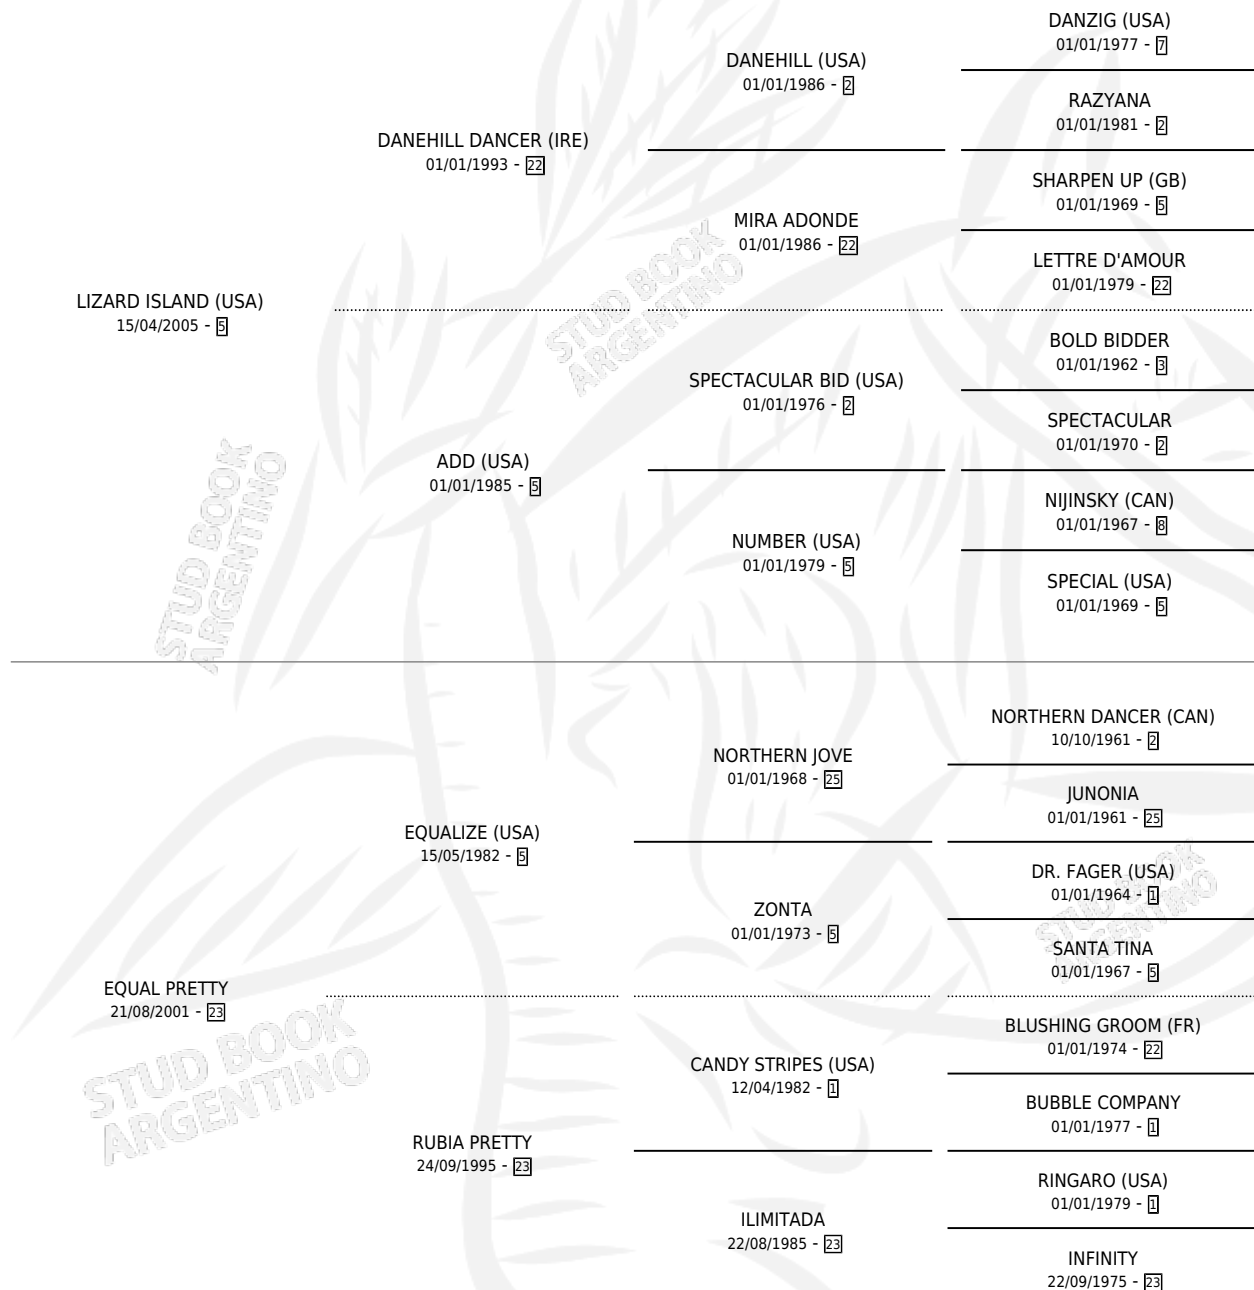 DANZIG (USA)
01/01/1977 - 7
DANEHILL (USA)
01/01/1986 - 2
RAZYANA
01/01/1981 - 2
DANEHILL DANCER (IRE)
01/01/1993 - 22
SHARPEN UP (GB)
01/01/1969 - 5
MIRA ADONDE
01/01/1986 - 22
LETTRE D'AMOUR
01/01/1979 - 22
LIZARD ISLAND (USA)
15/04/2005 - 5
STUD BOOK
ARGENTINO
BOLD BIDDER
01/01/1962 - 3
SPECTACULAR BID (USA)
01/01/1976 - 2
SPECTACULAR
01/01/1970 - 2
ADD (USA)
01/01/1985 - 5
NIJINSKY (CAN)
01/01/1967 - 8
NUMBER (USA)
01/01/1979 - 5
SPECIAL (USA)
01/01/1969 - 5
STUD BOOK
ARGENTINO
NORTHERN DANCER (CAN)
10/10/1961 - 2
NORTHERN JOVE
01/01/1968 - 25
JUNONIA
01/01/1961 - 25
EQUALIZE (USA)
15/05/1982 - 5
DR. FAGER (USA)
01/01/1964 - 1
ZONTA
01/01/1973 - 5
STUD BOOK
ARGENTINO
SANTA TINA
01/01/1967 - 5
EQUAL PRETTY
21/08/2001 - 23
BLUSHING GROOM (FR)
01/01/1974 - 22
CANDY STRIPES (USA)
12/04/1982 - 1
STUD BOOK
ARGENTINO
BUBBLE COMPANY
01/01/1977 - 1
RUBIA PRETTY
24/09/1995 - 23
RINGARO (USA)
01/01/1979 - 1
ILIMITADA
22/08/1985 - 23
INFINITY
22/09/1975 - 23